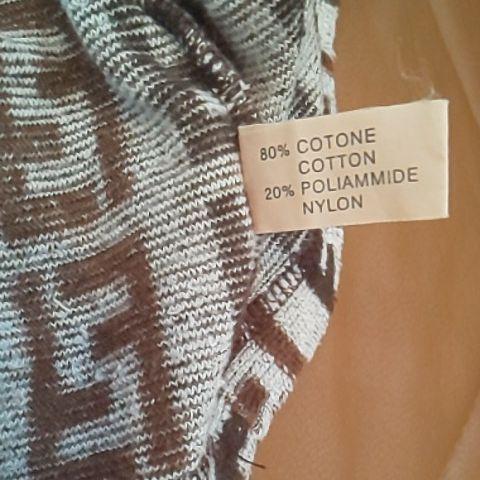 80% COTONE
COTTON
20% POLIAMMIDE
NYLON